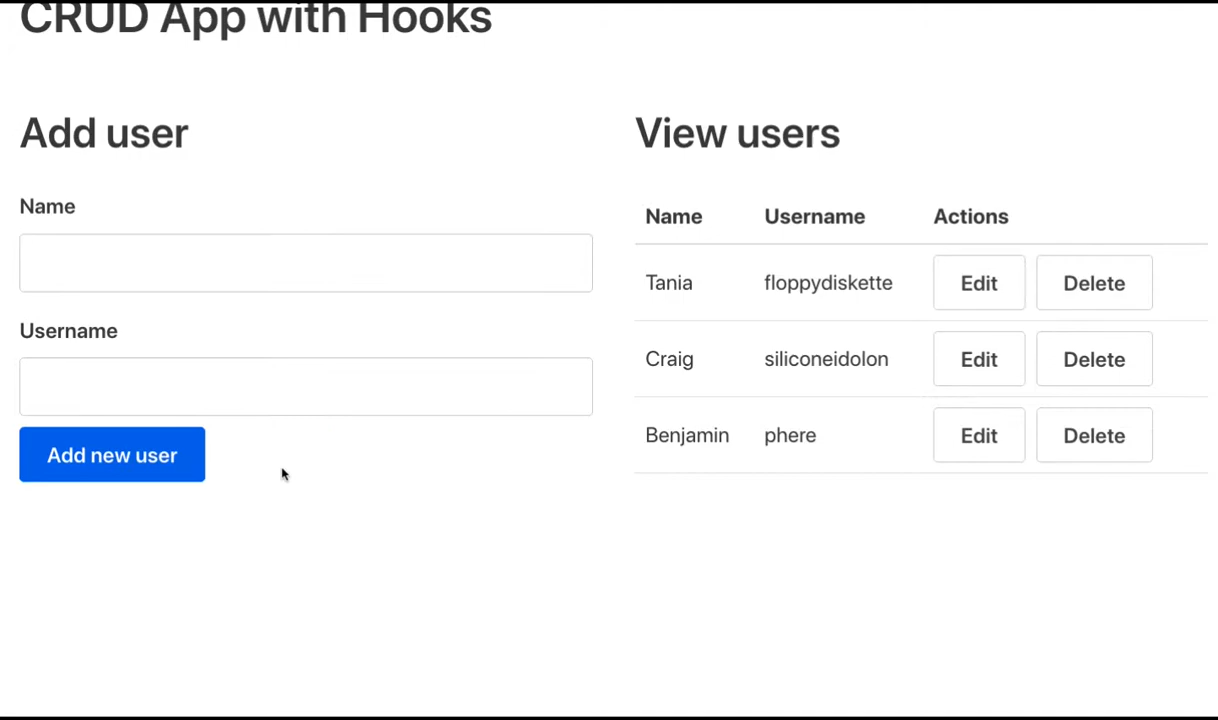 CRUD App with Hooks
Add user
Name
Username
Add new user
View users
Name Username Actions
Tania floppydiskette Edit Delete
Craig siliconeidolon Edit Delete
Benjamin phere Edit Delete